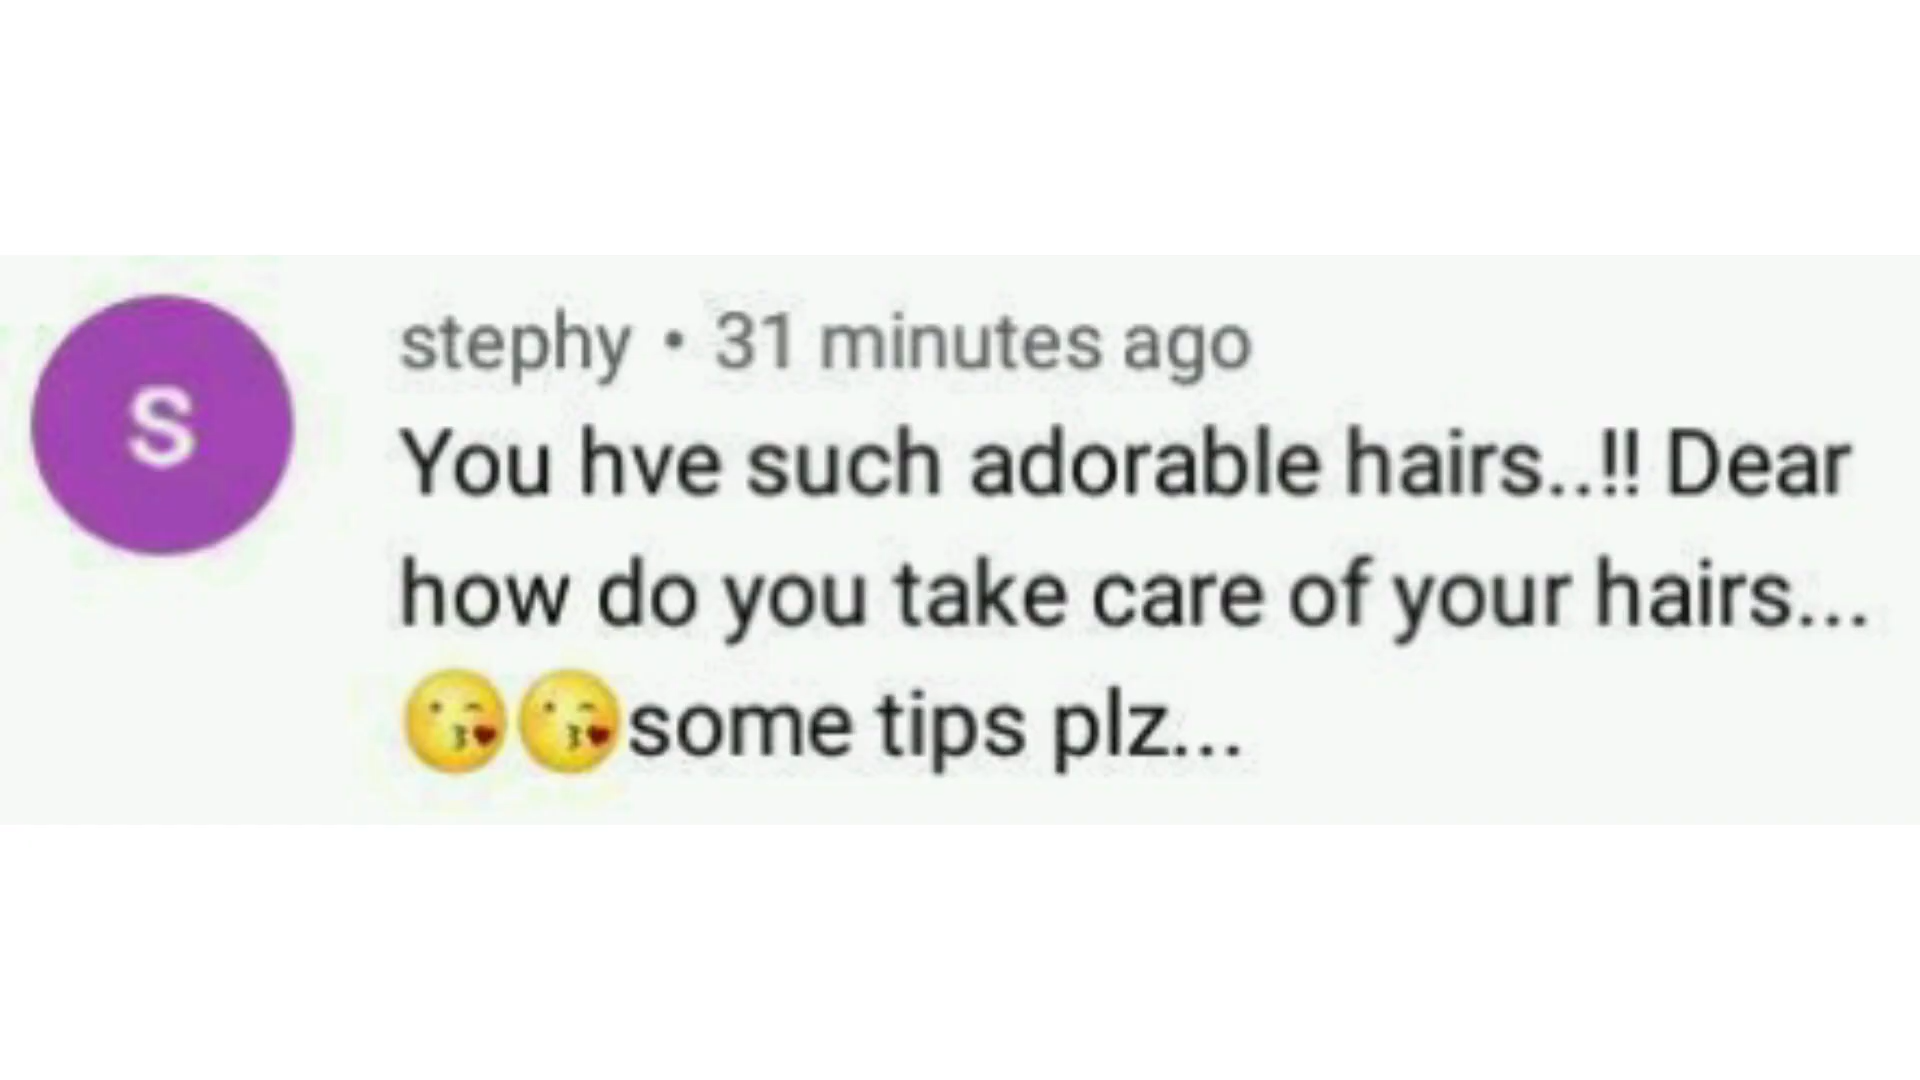 S
stephy • 31 minutes ago
You hve such adorable hairs..!! Dear
how do you take care of your hairs...
😘😘some tips plz...